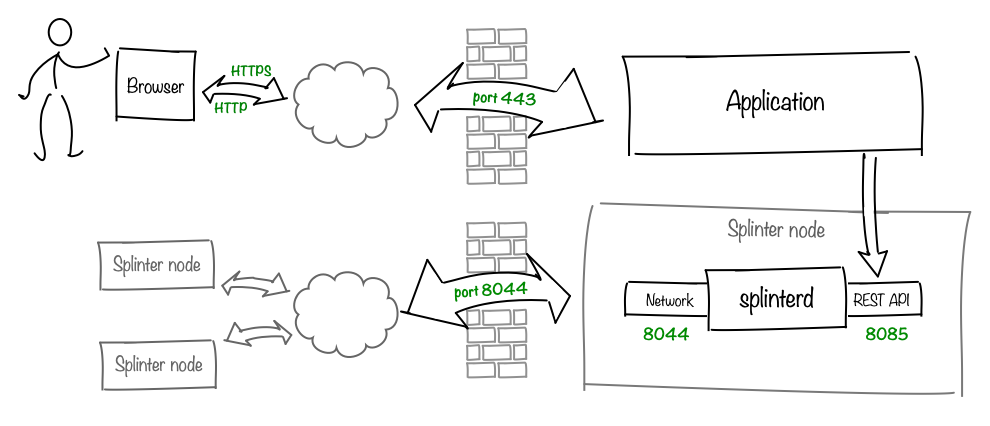 HTTPS
Browser
HTTP
port 443
Application
Splinter node
Splinter node
port 8044
Network
splinterd
REST API
8044
8085
Splinter node